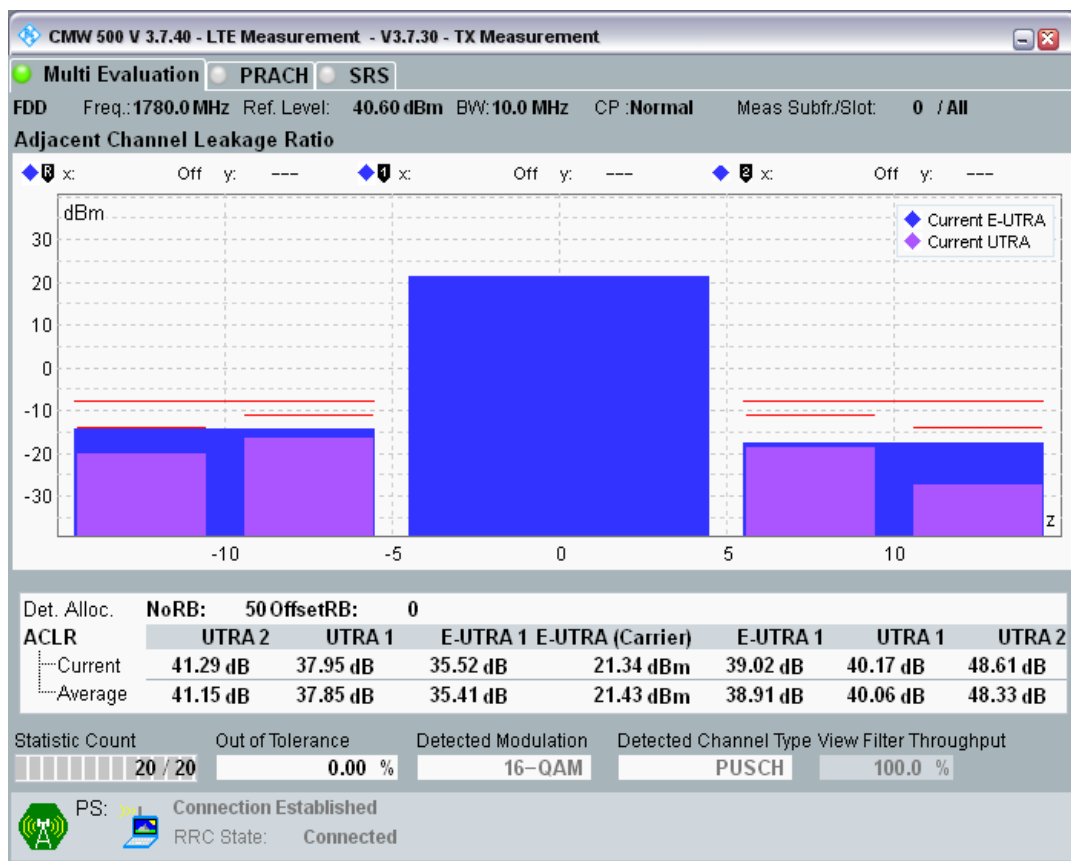 CMW 500 V 3.7.40 - LTE Measurement - V3.7.30 - TX Measurement
Multi Evaluation PRACH SRS
FDD Freq.: 1780.0 MHz Ref. Level: 40.60 dBm BW: 10.0 MHz CP : Normal Meas Subfr./Slot: 0 / All
Adjacent Channel Leakage Ratio
R x: Off y: --- 1 x: Off y: --- 2 x: Off y: ---
dBm
Current E-UTRA
Current UTRA
30
20
10
0
-10
-20
-30
z
-10 -5 0 5 10
Det. Alloc. NoRB: 50 OffsetRB: 0
ACLR UTRA 2 UTRA 1 E-UTRA 1 E-UTRA (Carrier) E-UTRA 1 UTRA 1 UTRA 2
Current 41.29 dB 37.95 dB 35.52 dB 21.34 dBm 39.02 dB 40.17 dB 48.61 dB
Average 41.15 dB 37.85 dB 35.41 dB 21.43 dBm 38.91 dB 40.06 dB 48.33 dB
Statistic Count Out of Tolerance Detected Modulation Detected Channel Type View Filter Throughput
20 / 20 0.00 % 16-QAM PUSCH 100.0 %
PS: Connection Established
RRC State: Connected